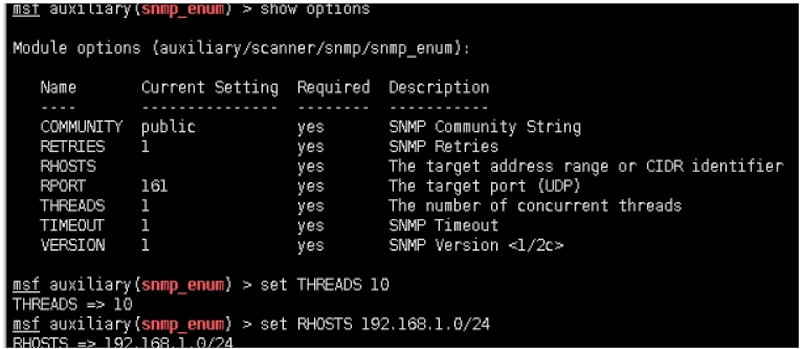 msf auxiliary(snmp_enum) > show options
Module options (auxiliary/scanner/snmp/snmp_enum):
Name Current Setting Required Description
---- --------------- -------- -----------
COMMUNITY public yes SNMP Community String
RETRIES 1 yes SNMP Retries
RHOSTS yes The target address range or CIDR identifier
RPORT 161 yes The target port (UDP)
THREADS 1 yes The number of concurrent threads
TIMEOUT 1 yes SNMP Timeout
VERSION 1 yes SNMP Version <1/2c>
msf auxiliary(snmp_enum) > set THREADS 10
THREADS => 10
msf auxiliary(snmp_enum) > set RHOSTS 192.168.1.0/24
RHOSTS => 192.168.1.0/24